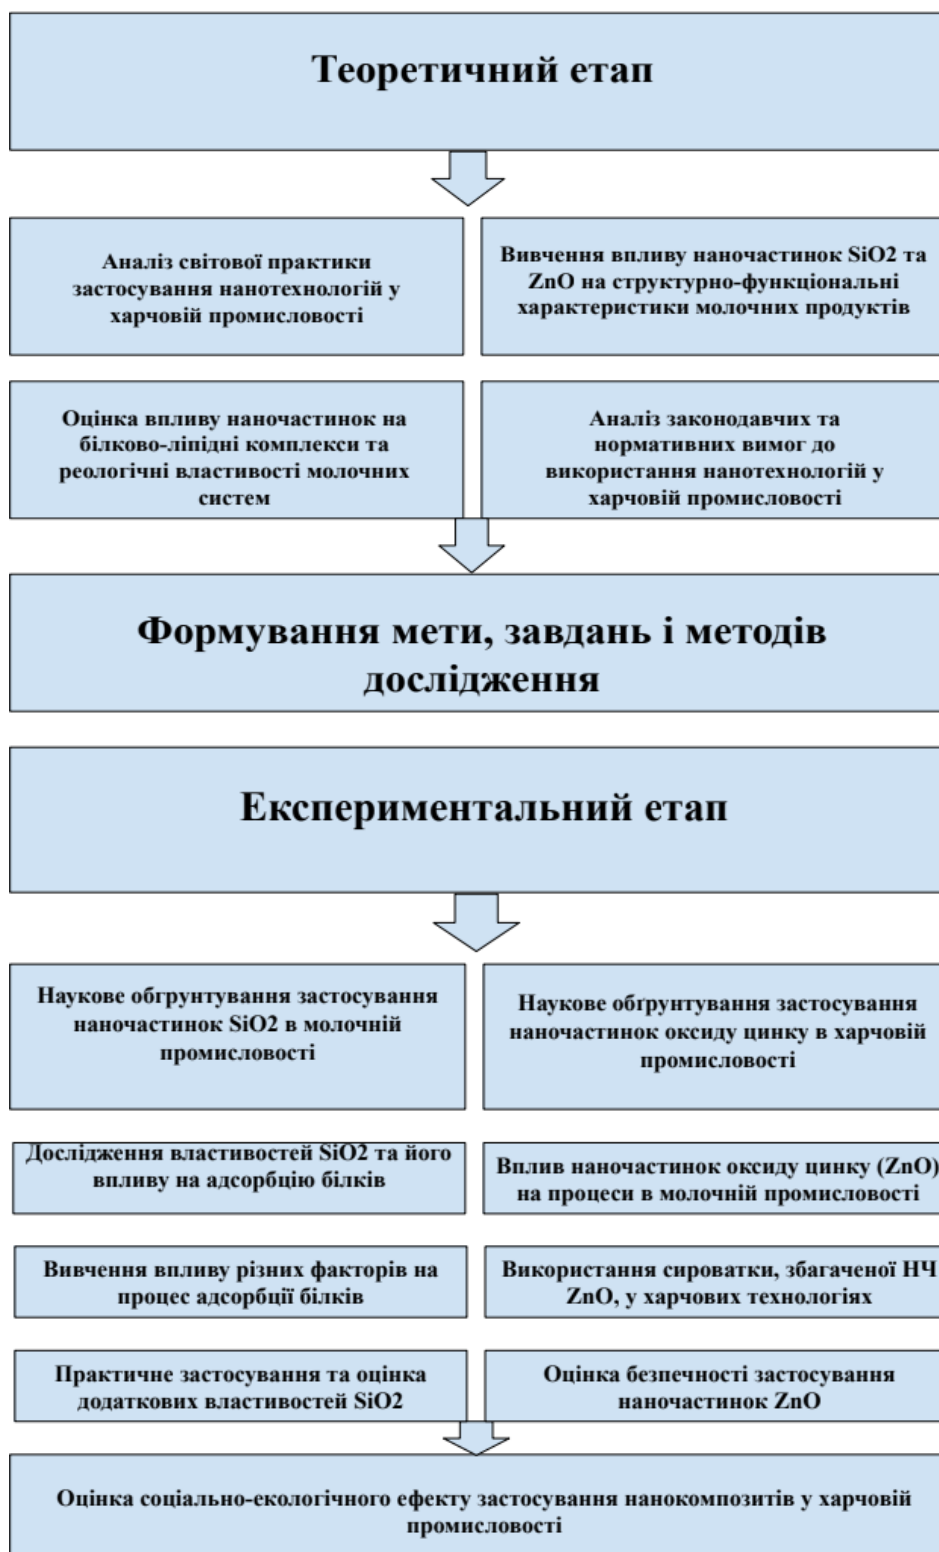 Теоретичний етап
Аналіз світової практики
застосування нанотехнологій у
харчовій промисловості
Вивчення впливу наночастинок SiO2 та
ZnO на структурно-функціональні
характеристики молочних продуктів
Оцінка впливу наночастинок на
білково-ліпідні комплекси та
реологічні властивості молочних
систем
Аналіз законодавчих та
нормативних вимог до
використання нанотехнологій у
харчовій промисловості
Формування мети, завдань і методів
дослідження
Експериментальний етап
Наукове обгрунтування застосування
наночастинок SiO2 в молочній
промисловості
Наукове обґрунтування застосування
наночастинок оксиду цинку в харчовій
промисловості
Дослідження властивостей SiO2 та його
впливу на адсорбцію білків
Вплив наночастинок оксиду цинку (ZnO)
на процеси в молочній промисловості
Вивчення впливу різних факторів на
процес адсорбції білків
Використання сироватки, збагаченої НЧ
ZnO, у харчових технологіях
Практичне застосування та оцінка
додаткових властивостей SiO2
Оцінка безпечності застосування
наночастинок ZnO
Оцінка соціально-екологічного ефекту застосування нанокомпозитів у харчовій
промисловості